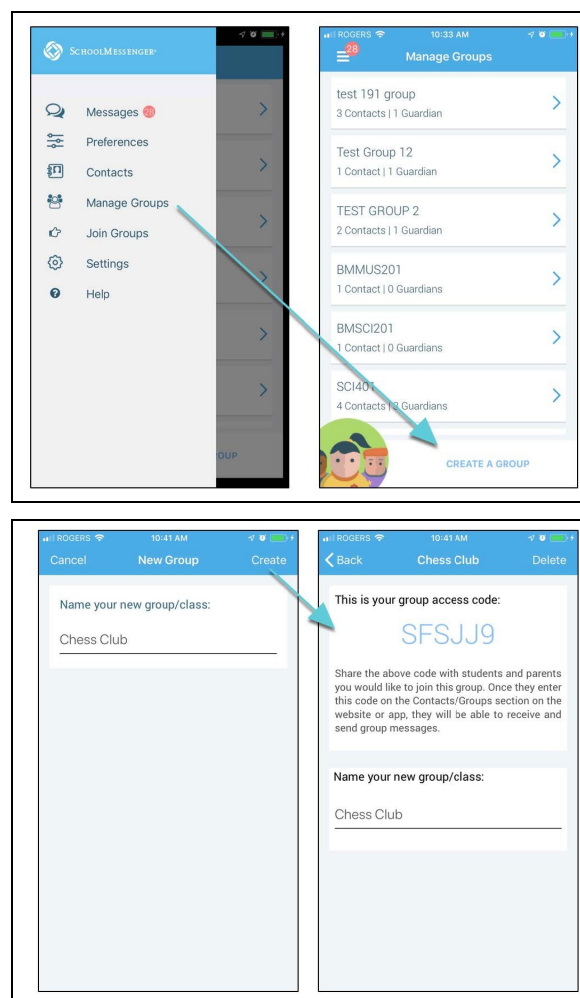 SCHOOLMESSENGER
Messages 28
Preferences
Contacts
Manage Groups
Join Groups
Settings
Help
OUP
ROGERS 10:33 AM
28
Manage Groups
test 191 group
3 Contacts | 1 Guardian
Test Group 12
1 Contact | 1 Guardian
TEST GROUP 2
2 Contacts | 1 Guardian
BMMUS201
1 Contact | 0 Guardians
BMSCI201
1 Contact | 0 Guardians
SCI401
4 Contacts | Guardians
CREATE A GROUP
ROGERS 10:41 AM
Cancel New Group Create
Name your new group/class:
Chess Club
ROGERS 10:41 AM
Back Chess Club Delete
This is your group access code:
SFSJJ9
Share the above code with students and parents
you would like to join this group. Once they enter
this code on the Contacts/Groups section on the
website or app, they will be able to receive and
send group messages.
Name your new group/class:
Chess Club